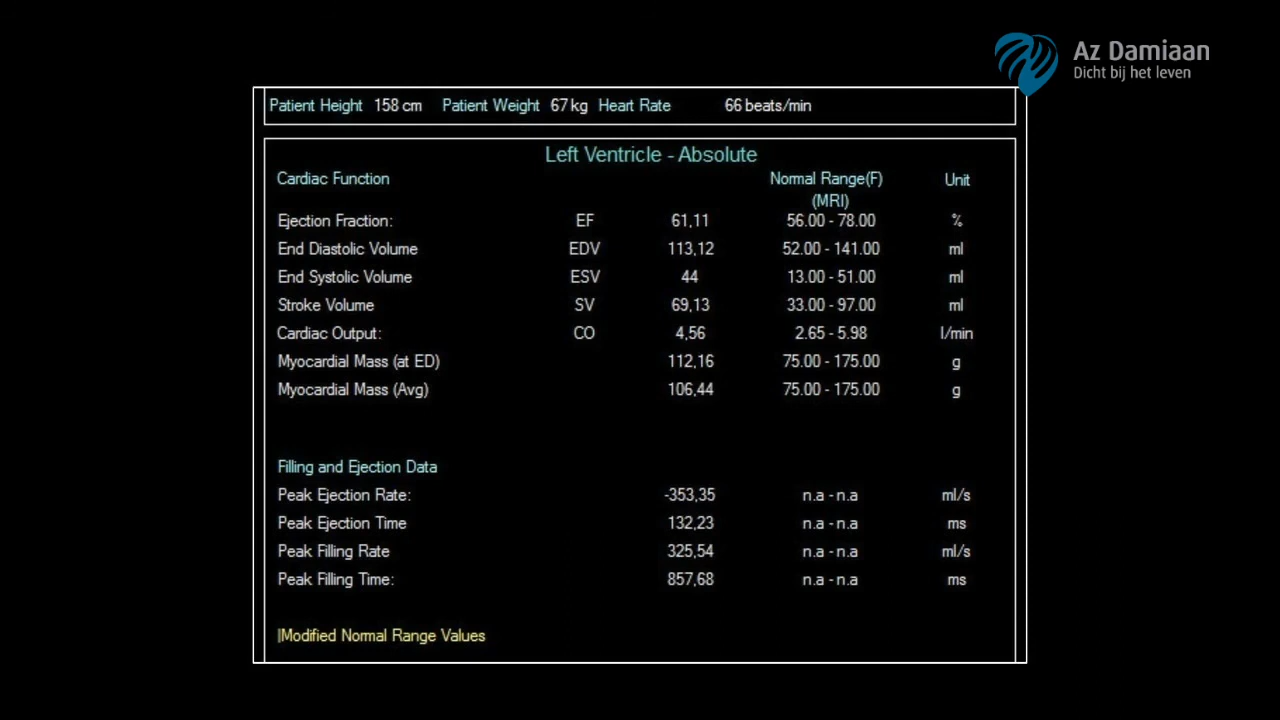 Az Damiaan
Dicht bij het leven
Patient Height 158 cm Patient Weight 67 kg Heart Rate 66 beats/min
Left Ventricle - Absolute
Cardiac Function Normal Range(F) Unit
(MRI)
Ejection Fraction: EF 61,11 56.00 - 78.00 %
End Diastolic Volume EDV 113,12 52.00 - 141.00 ml
End Systolic Volume ESV 44 13.00 - 51.00 ml
Stroke Volume SV 69,13 33.00 - 97.00 ml
Cardiac Output: CO 4,56 2.65 - 5.98 l/min
Myocardial Mass (at ED) 112,16 75.00 - 175.00 g
Myocardial Mass (Avg) 106,44 75.00 - 175.00 g
Filling and Ejection Data
Peak Ejection Rate: -353,35 n.a - n.a ml/s
Peak Ejection Time 132,23 n.a - n.a ms
Peak Filling Rate 325,54 n.a - n.a ml/s
Peak Filling Time: 857,68 n.a - n.a ms
|Modified Normal Range Values